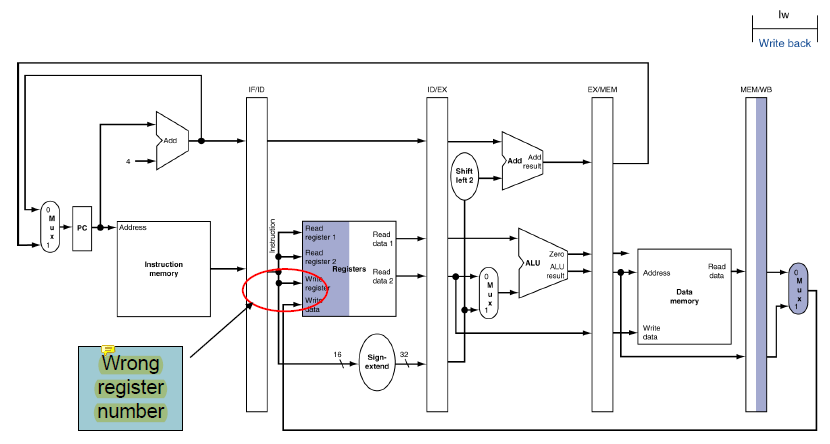 lw
Write back
IF/ID
ID/EX
EX/MEM
MEM/WB
Add
4
Add
Add
result
Shift
left 2
0
M
u
x
1
PC
Address
Instruction
memory
Instruction
Read
register 1
Read
register 2
Write
register
Write
data
Registers
Read
data 1
Read
data 2
0
M
u
x
1
ALU
Zero
ALU
result
Address
Read
data
Data
memory
Write
data
0
M
u
x
1
16
Sign-
extend
32
Wrong
register
number